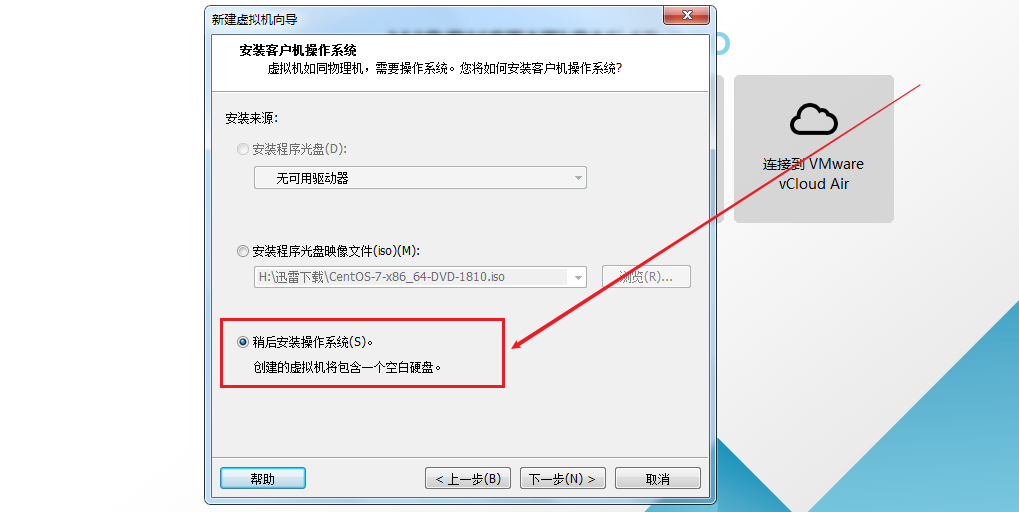 新建虚拟机向导
安装客户机操作系统
虚拟机如同物理机，需要操作系统。您将如何安装客户机操作系统?
安装来源:
安装程序光盘(D):
无可用驱动器
安装程序光盘映像文件(iso)(M):
H:\迅雷下载\CentOS-7-x86_64-DVD-1810.iso
浏览(R)...
稍后安装操作系统(S)。
创建的虚拟机将包含一个空白硬盘。
帮助
< 上一步(B)
下一步(N) >
取消
连接到 VMware
vCloud Air